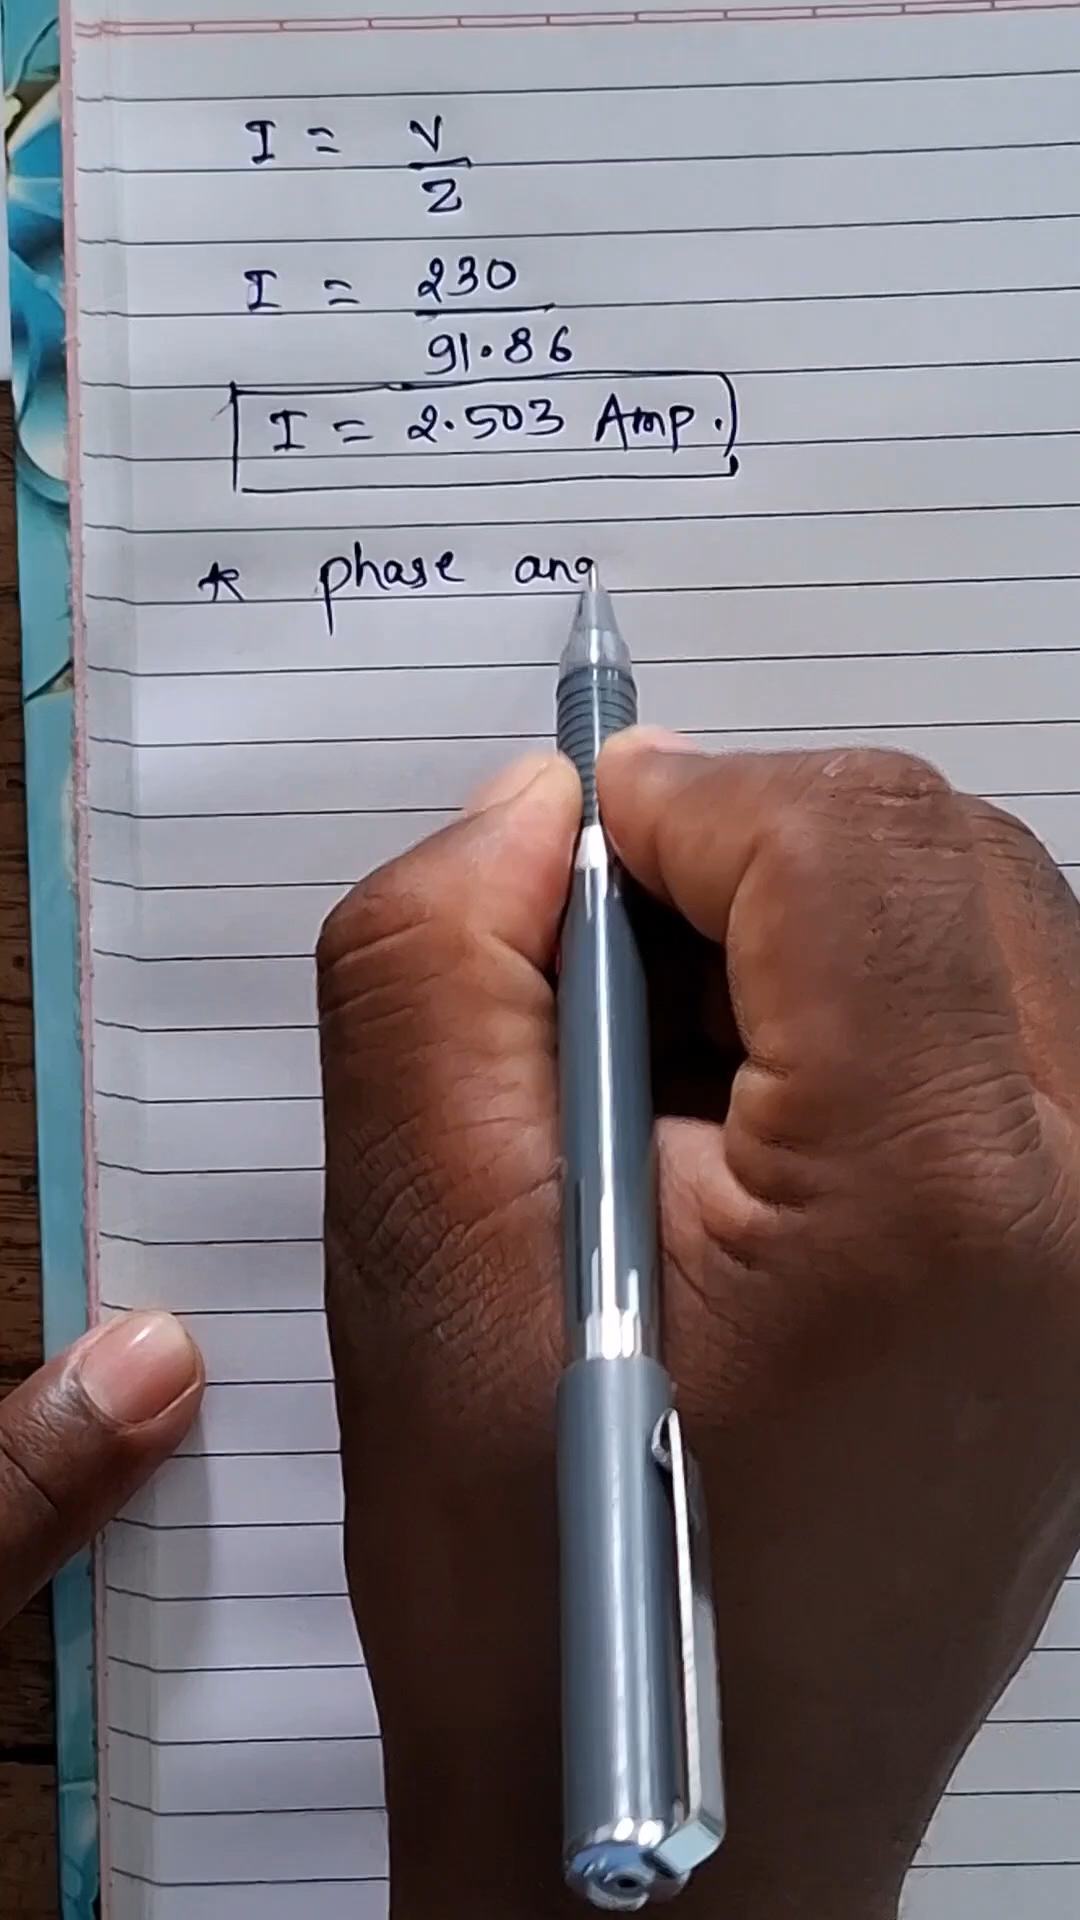 I = V
Z
I = 230
91.86
I = 2.503 Amp.
* phase ang